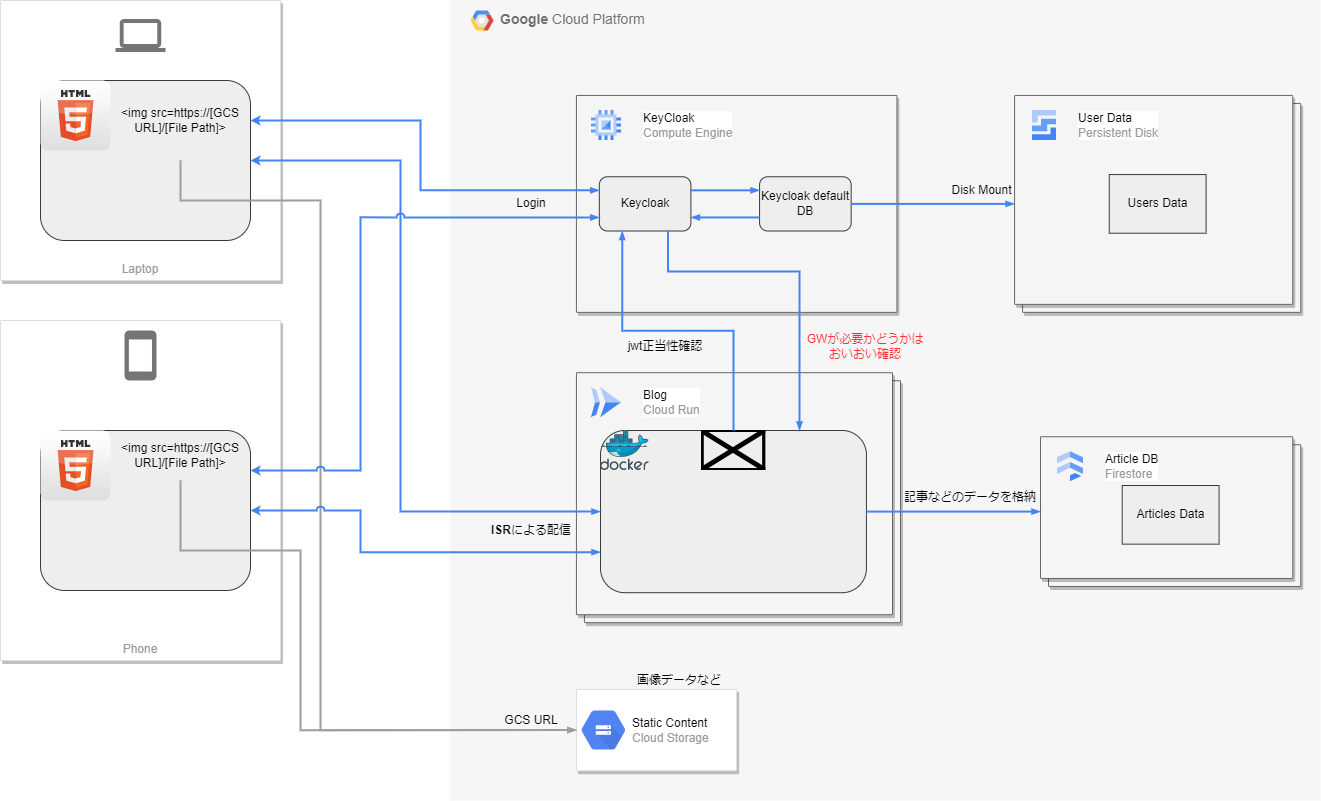 Google Cloud Platform
HTML
<img src=https://[GCS
URL]/[File Path]>
Laptop
KeyCloak
Compute Engine
User Data
Persistent Disk
Login
Keycloak
Keycloak default
DB
Disk Mount
Users Data
jwt正当性確認
GWが必要かどうかは
おいおい確認
HTML
<img src=https://[GCS
URL]/[File Path]>
Phone
Blog
Cloud Run
docker
ISRによる配信
記事などのデータを格納
Article DB
Firestore
Articles Data
画像データなど
GCS URL
Static Content
Cloud Storage